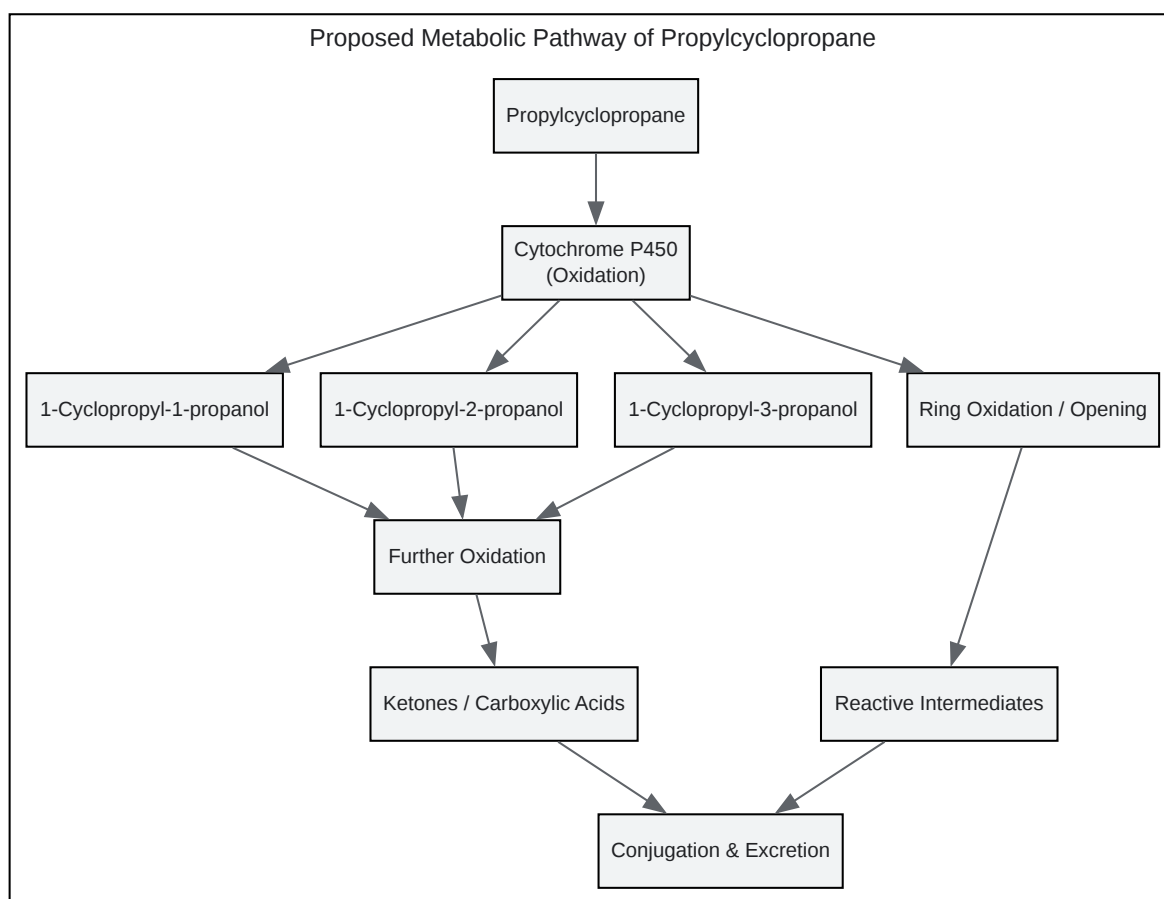 Proposed Metabolic Pathway of Propylcyclopropane
Propylcyclopropane
Cytochrome P450
(Oxidation)
1-Cyclopropyl-1-propanol
1-Cyclopropyl-2-propanol
1-Cyclopropyl-3-propanol
Ring Oxidation / Opening
Further Oxidation
Ketones / Carboxylic Acids
Reactive Intermediates
Conjugation & Excretion